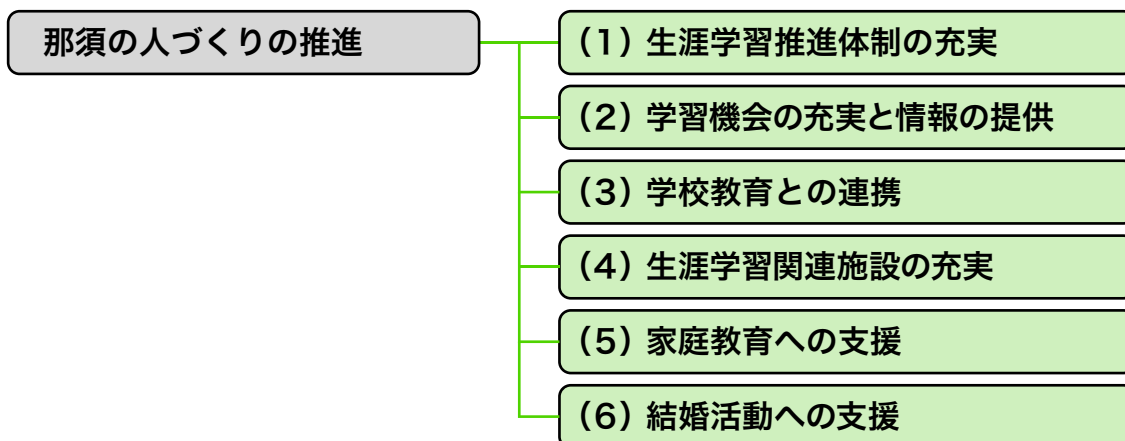 那須の人づくりの推進
（1）生涯学習推進体制の充実
（2）学習機会の充実と情報の提供
（3）学校教育との連携
（4）生涯学習関連施設の充実
（5）家庭教育への支援
（6）結婚活動への支援